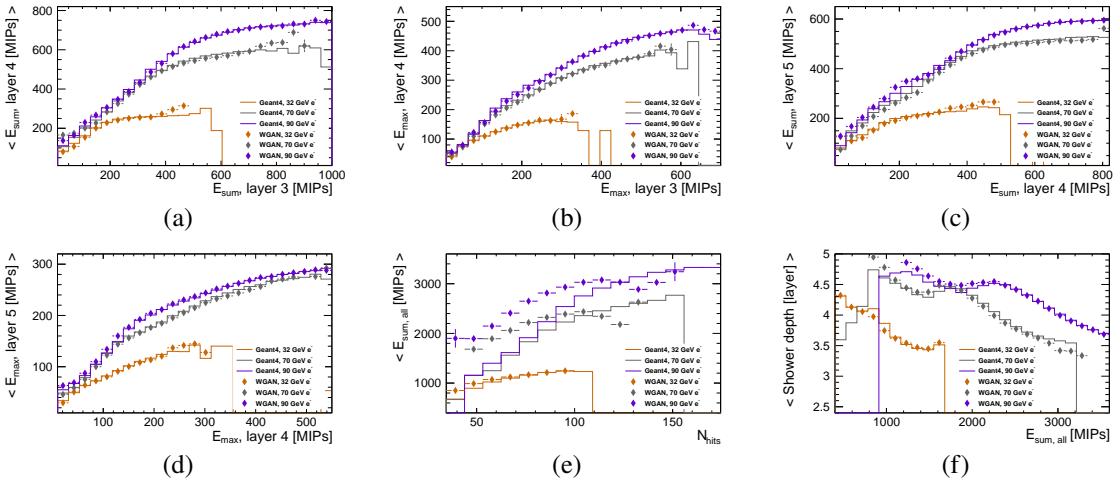 < E_sum, layer 4 [MIPs] >
800
600
400
200
Geant4, 32 GeV e⁻
Geant4, 70 GeV e⁻
Geant4, 90 GeV e⁻
WGAN, 32 GeV e⁻
WGAN, 70 GeV e⁻
WGAN, 90 GeV e⁻
200 400 600 800 1000
E_sum, layer 3 [MIPs]
(a)
< E_max, layer 4 [MIPs] >
500
400
300
200
100
Geant4, 32 GeV e⁻
Geant4, 70 GeV e⁻
Geant4, 90 GeV e⁻
WGAN, 32 GeV e⁻
WGAN, 70 GeV e⁻
WGAN, 90 GeV e⁻
200 400 600
E_max, layer 3 [MIPs]
(b)
< E_sum, layer 5 [MIPs] >
600
400
200
Geant4, 32 GeV e⁻
Geant4, 70 GeV e⁻
Geant4, 90 GeV e⁻
WGAN, 32 GeV e⁻
WGAN, 70 GeV e⁻
WGAN, 90 GeV e⁻
200 400 600 800
E_sum, layer 4 [MIPs]
(c)
< E_max, layer 5 [MIPs] >
300
200
100
Geant4, 32 GeV e⁻
Geant4, 70 GeV e⁻
Geant4, 90 GeV e⁻
WGAN, 32 GeV e⁻
WGAN, 70 GeV e⁻
WGAN, 90 GeV e⁻
100 200 300 400 500
E_max, layer 4 [MIPs]
(d)
< E_sum, all [MIPs] >
3000
2000
1000
Geant4, 32 GeV e⁻
Geant4, 70 GeV e⁻
Geant4, 90 GeV e⁻
WGAN, 32 GeV e⁻
WGAN, 70 GeV e⁻
WGAN, 90 GeV e⁻
50 100 150
N_hits
(e)
< Shower depth [layer] >
5
4.5
4
3.5
3
2.5
Geant4, 32 GeV e⁻
Geant4, 70 GeV e⁻
Geant4, 90 GeV e⁻
WGAN, 32 GeV e⁻
WGAN, 70 GeV e⁻
WGAN, 90 GeV e⁻
1000 2000 3000
E_sum, all [MIPs]
(f)